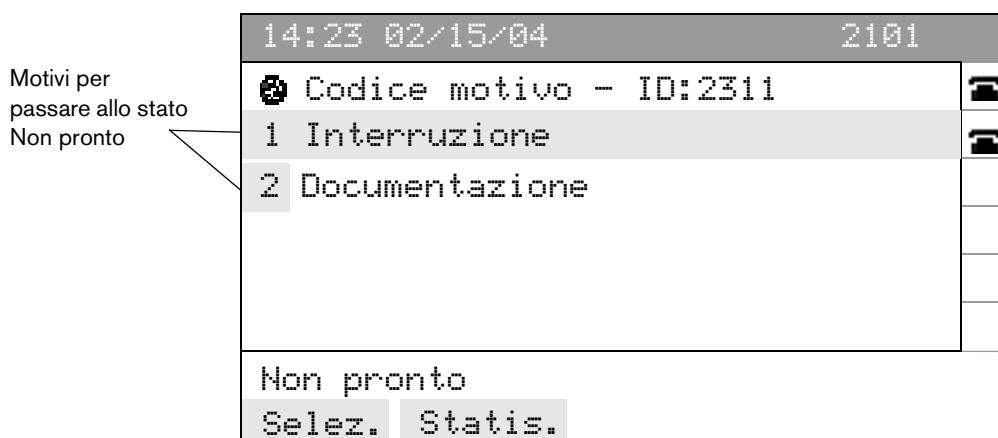 14:23 02/15/04 2101
Motivi per
passare allo stato
Non pronto
Codice motivo - ID:2311
1 Interruzione
2 Documentazione
Non pronto
Selez. Statis.